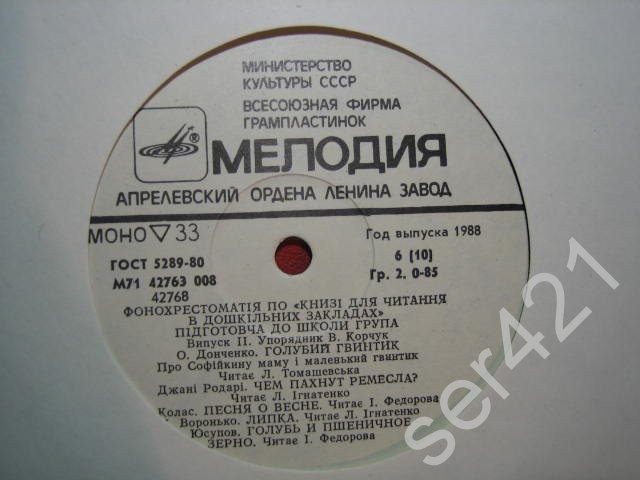 МИНИСТЕРСТВО
КУЛЬТУРЫ СССР
ВСЕСОЮЗНАЯ ФИРМА
ГРАМПЛАСТИНОК
МЕЛОДИЯ
АПРЕЛЕВСКИЙ ОРДЕНА ЛЕНИНА ЗАВОД
МОНО ▽ 33
Год выпуска 1988
ГОСТ 5289-80
6 (10)
М71 42763 008
Гр. 2. 0-85
42768
ФОНОХРЕСТОМАТІЯ ПО «КНИЗІ ДЛЯ ЧИТАННЯ
В ДОШКІЛЬНИХ ЗАКЛАДАХ»
ПІДГОТОВЧА ДО ШКОЛИ ГРУПА
Випуск II. Упорядник В. Корчук
О. Донченко. ГОЛУБИЙ ГВИНТИК
Про Софійкину маму і маленький гвинтик
Читає Л. Томашевська
Джані Родарі. ЧЕМ ПАХНУТ РЕМЕСЛА?
Читає Л. Ігнатенко
Колас. ПЕСНЯ О ВЕСНЕ. Читає І. Федорова
Воронько. ЛИПКА. Читає Л. Ігнатенко
Юсупов. ГОЛУБЬ И ПШЕНИЧНОЕ
ЗЕРНО. Читає І. Федорова
ser421